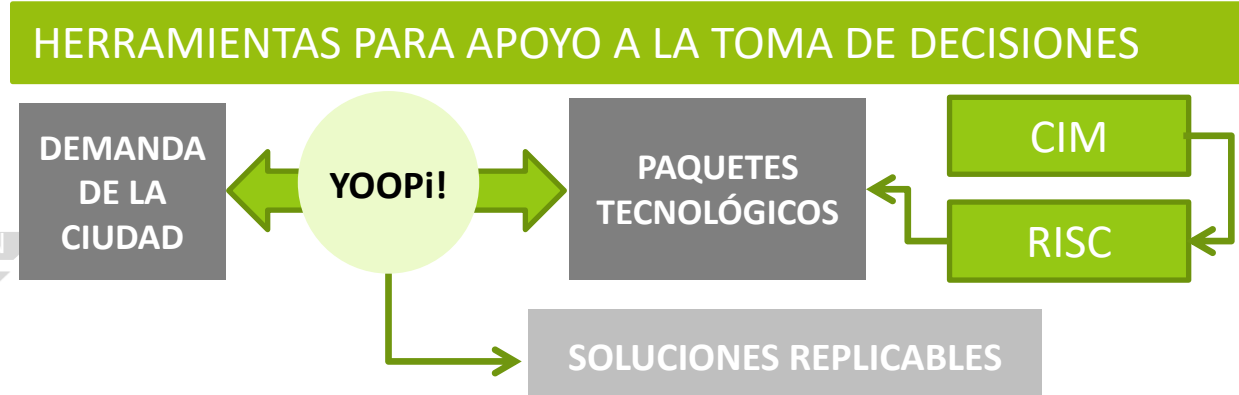 HERRAMIENTAS PARA APOYO A LA TOMA DE DECISIONES
DEMANDA
DE LA
CIUDAD
YOOPi!
PAQUETES
TECNOLÓGICOS
CIM
RISC
SOLUCIONES REPLICABLES